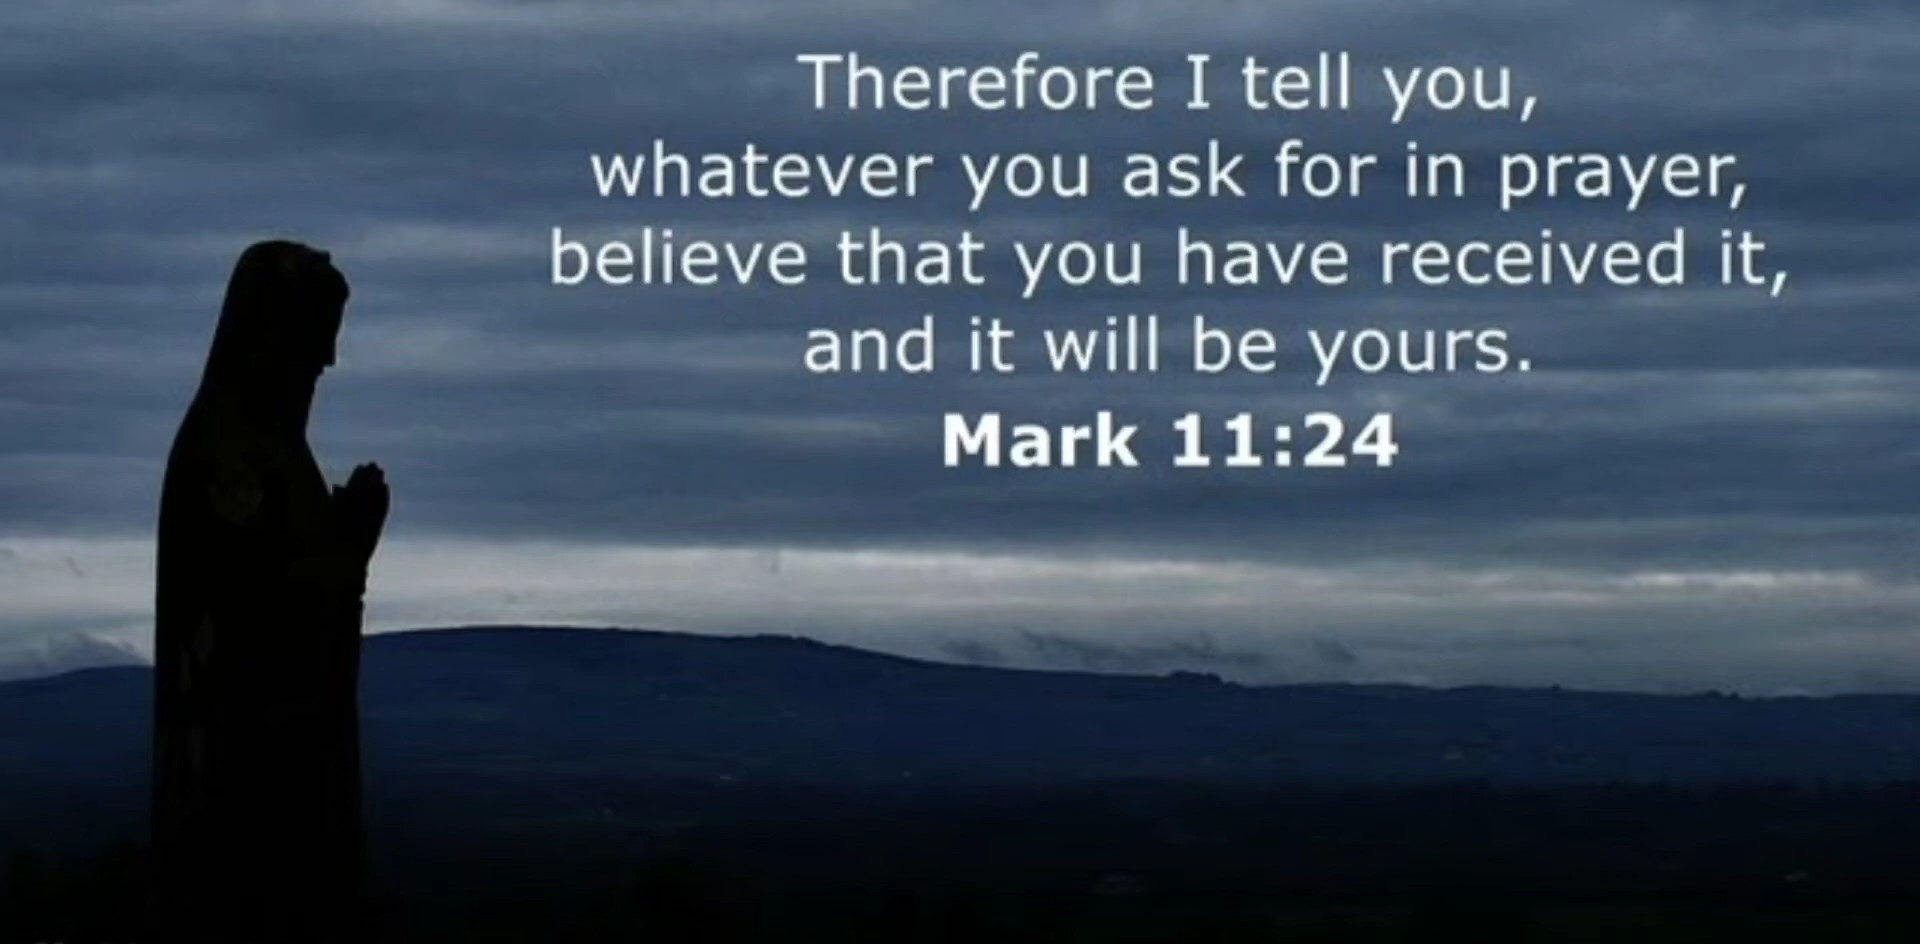 Therefore I tell you,
whatever you ask for in prayer,
believe that you have received it,
and it will be yours.
Mark 11:24